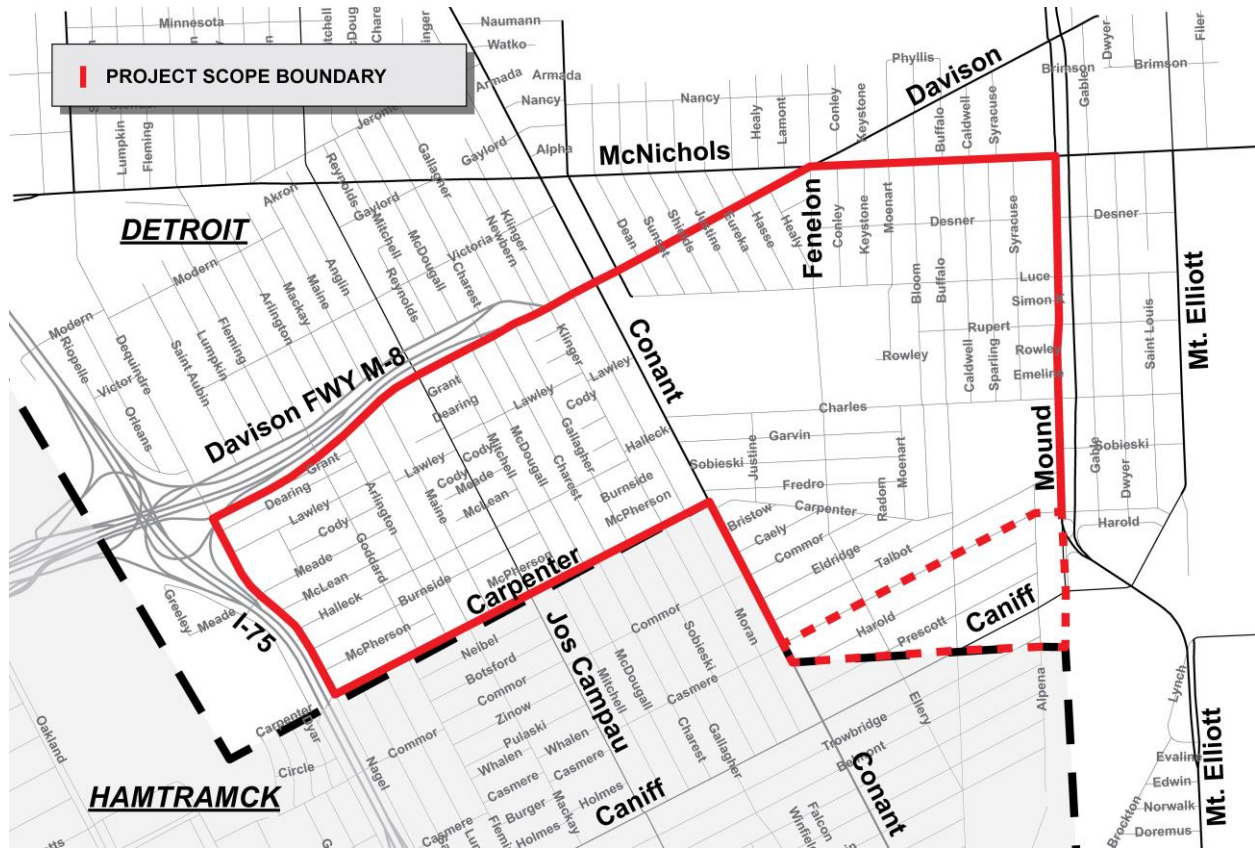 Minnesota
Naumann
Watko
Armada
Armada
Nancy
Nancy
Jerome
Gaylord
Alpha
PROJECT SCOPE BOUNDARY
Lumpkin
Fleming
Phyllis
Davison
Filer
Dwyer
Gable
Brimson
Brimson
Healy
Lamont
Conley
Keystone
Buffalo
Caldwell
Syracuse
McNichols
DETROIT
Akron
Reynolds
Gaylord
Mitchell
Gallagher
McDougall
Victoria
Klinger
Newbern
Charest
Reynolds
Modern
Anglin
Maine
Mackay
Arlington
Fleming
Lumpkin
Saint Aubin
Modern
Riopelle
Dequindre
Victor
Orleans
Dean
Sunset
Shields
Justine
Eureka
Hasse
Healy
Fenelon
Conley
Keystone
Moenart
Desner
Syracuse
Desner
Luce
Simon K
Bloom
Buffalo
Rupert
Rowley
Rowley
Emeline
Caldwell
Sparling
Saint Louis
Mt. Elliott
Davison FWY M-8
Conant
Klinger
Lawley
Grant
Dearing
Lawley
Cody
Gallagher
Halleck
Charles
Garvin
Sobieski
Justine
Moenart
Fredro
Radom
Carpenter
Mound
Gable
Sobieski
Dwyer
Harold
Grant
Dearing
Lawley
Cody
Meade
McLean
Halleck
McPherson
Arlington
Goddard
Lawley
Cody
Cody
Meade
McLean
Maine
Mitchell
McDougall
Charest
Burnside
McPherson
Burnside
McPherson
Carpenter
Bristow
Caely
Commor
Eldridge
Talbot
Harold
Prescott
Caniff
Greeley
Meade
I-75
Neibel
Botsford
Commor
Zinow
Pulaski
Whalen
Casmere
Burger
Holmes
Casmere
Jos Campau
Commor
Sobieski
Moran
McDougall
Mitchell
Casmere
Charest
Gallagher
Whalen
Casmere
Holmes
Mackay
Caniff
Carpenter
Circle
Commor
Nagel
Oakland
HAMTRAMCK
Ellery
Alpena
Trowbridge
Belmont
Conant
Falcon
Lynch
Evaline
Edwin
Norwalk
Doremus
Brockton
Mt. Elliott